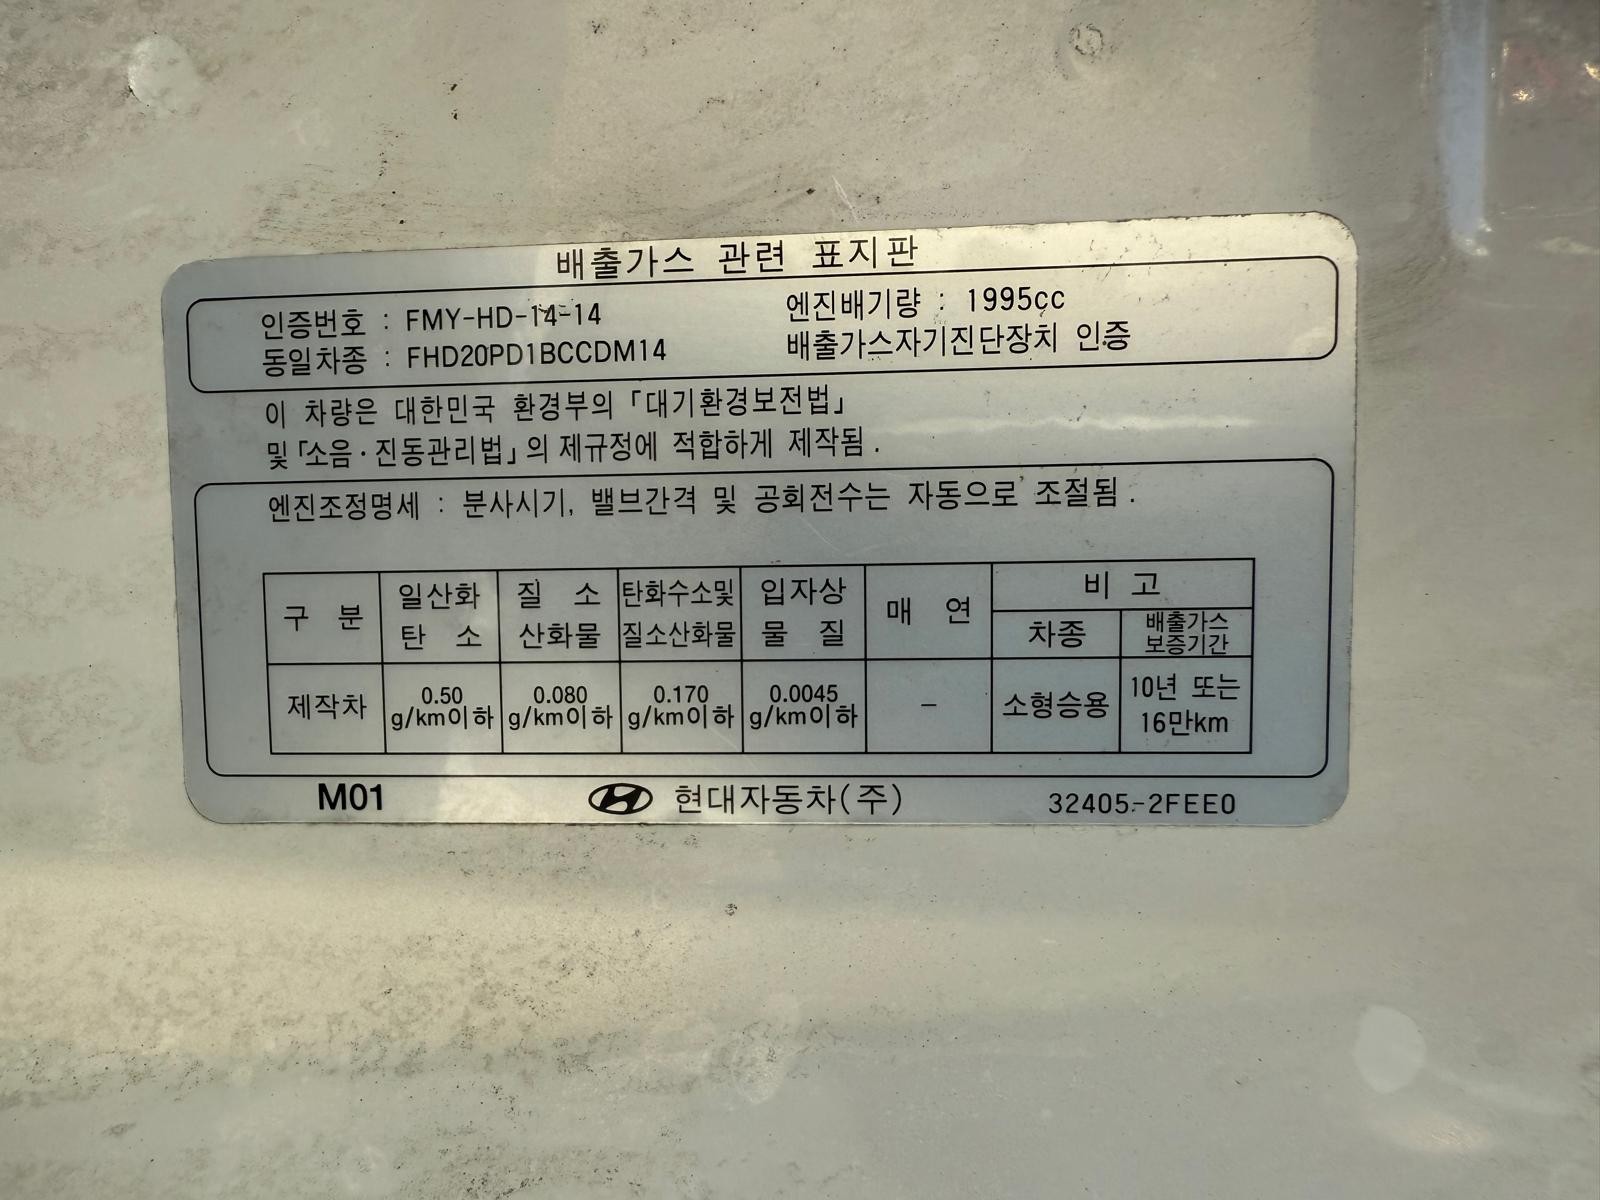 배출가스 관련 표지판
인증번호 : FMY-HD-14-14 엔진배기량 : 1995cc
동일차종 : FHD20PD1BCCDM14 배출가스자기진단장치 인증
이 차량은 대한민국 환경부의 「대기환경보전법」
및 「소음·진동관리법」의 제규정에 적합하게 제작됨.
엔진조정명세 : 분사시기, 밸브간격 및 공회전수는 자동으로 조절됨.
구 분 일산화 탄 소 질 소 산화물 탄화수소및 질소산화물 입자상 물 질 매 연 비 고
차종 배출가스 보증기간
제작차 0.50 g/km이하 0.080 g/km이하 0.170 g/km이하 0.0045 g/km이하 - 소형승용 10년 또는 16만km
M01 현대자동차(주) 32405-2FEE0